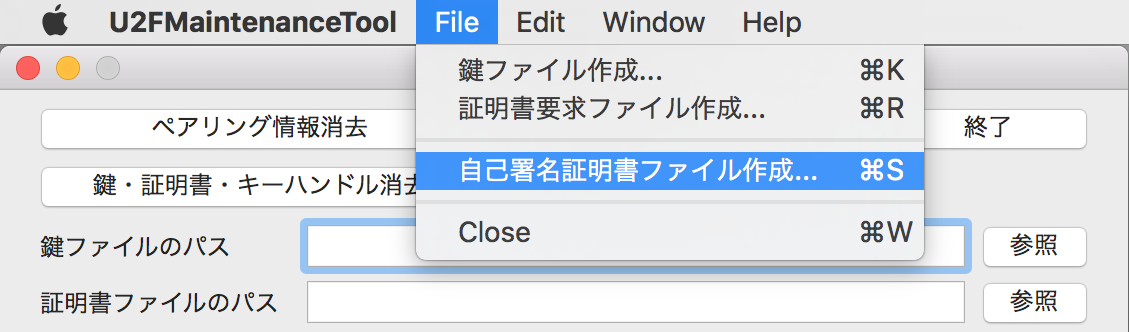 U2FMaintenanceTool File Edit Window Help
鍵ファイル作成... ⌘K
証明書要求ファイル作成... ⌘R
ペアリング情報消去
終了
自己署名証明書ファイル作成... ⌘S
鍵・証明書・キーハンドル消去
Close ⌘W
鍵ファイルのパス
参照
証明書ファイルのパス
参照